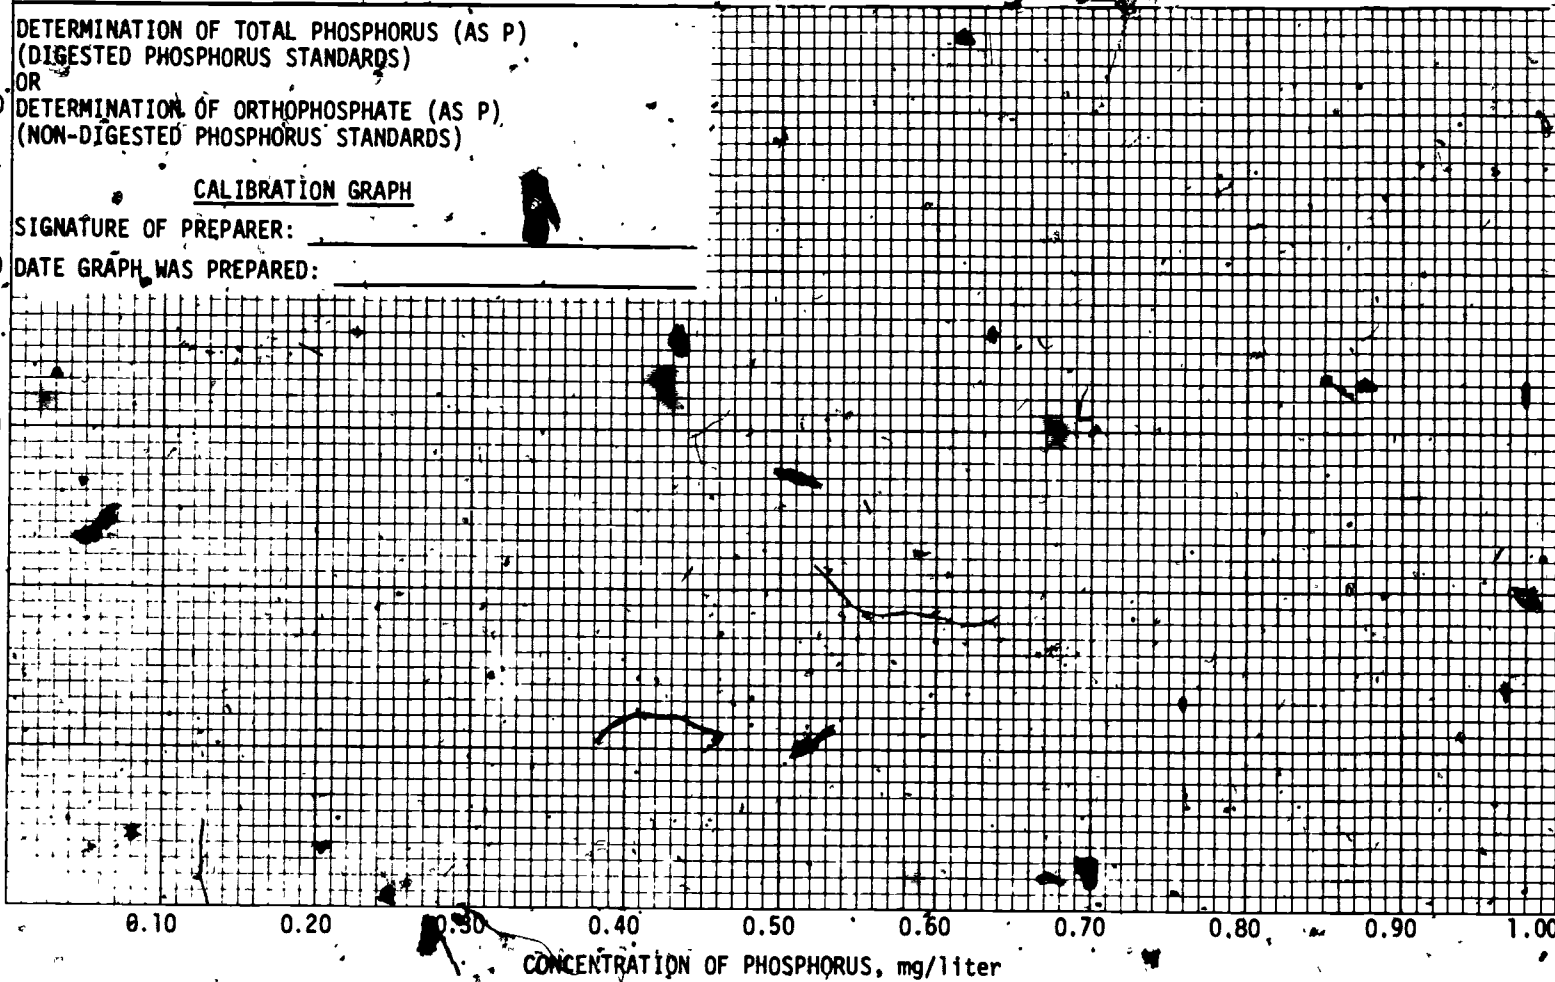 DETERMINATION OF TOTAL PHOSPHORUS (AS P)
(DIGESTED PHOSPHORUS STANDARDS)
OR
DETERMINATION OF ORTHOPHOSPHATE (AS P)
(NON-DIGESTED PHOSPHORUS STANDARDS)
CALIBRATION GRAPH
SIGNATURE OF PREPARER:
DATE GRAPH WAS PREPARED:
0.10 0.20 0.30 0.40 0.50 0.60 0.70 0.80 0.90 1.00
CONCENTRATION OF PHOSPHORUS, mg/liter